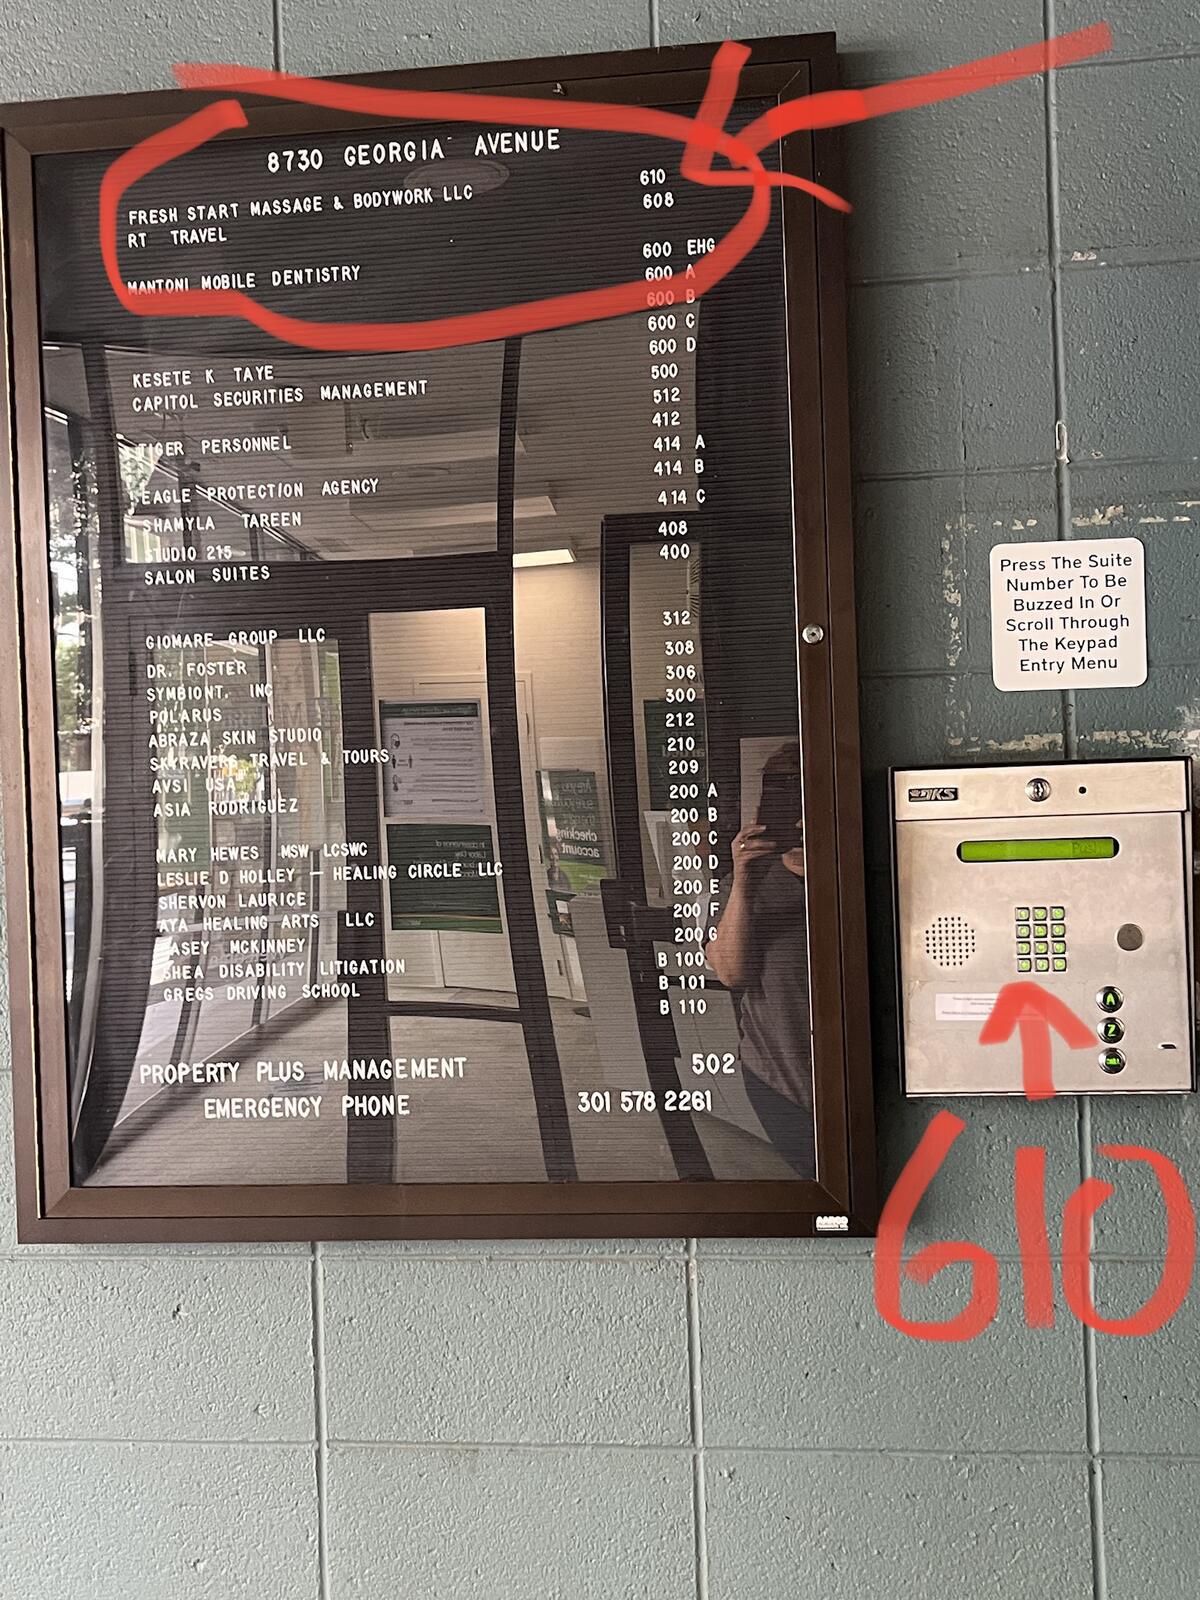 8730 GEORGIA AVENUE
FRESH START MASSAGE & BODYWORK LLC 610
RT TRAVEL 608
MANTONI MOBILE DENTISTRY 600 EHG
600 A
600 B
600 C
KESETE K TAYE 600 D
CAPITOL SECURITIES MANAGEMENT 500
512
TIGER PERSONNEL 412
414 A
EAGLE PROTECTION AGENCY 414 B
SHAMYLA TAREEN 414 C
STUDIO 215 408
SALON SUITES 400
GIOMARE GROUP LLC 312
DR. FOSTER 308
SYMBIONT, INC 306
POLARUS 300
ABRAZA SKIN STUDIO 212
SKYRAVERS TRAVEL & TOURS 210
AVSI USA 209
ASIA RODRIGUEZ 200 A
200 B
MARY HEWES MSW LCSWC 200 C
LESLIE D HOLLEY – HEALING CIRCLE LLC 200 D
SHERVON LAURICE 200 E
AYA HEALING ARTS LLC 200 F
CASEY MCKINNEY 200 G
SHEA DISABILITY LITIGATION B 100
GREGS DRIVING SCHOOL B 101
B 110
PROPERTY PLUS MANAGEMENT 502
EMERGENCY PHONE 301 578 2261
Press The Suite
Number To Be
Buzzed In Or
Scroll Through
The Keypad
Entry Menu
DKS
A
Z
CALL
610